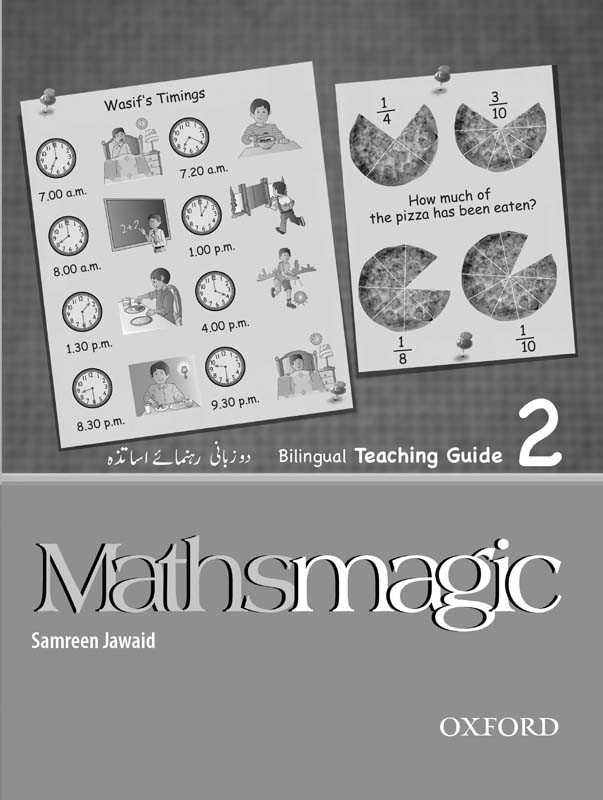 Wasif's Timings
7.00 a.m.
7.20 a.m.
8.00 a.m.
2+2
1.00 p.m.
1.30 p.m.
4.00 p.m.
8.30 p.m.
9.30 p.m.
1/4
3/10
How much of
the pizza has been eaten?
1/8
1/10
دو زبانی رہنمائے اساتذہ Bilingual Teaching Guide 2
Mathsmagic
Samreen Jawaid
OXFORD